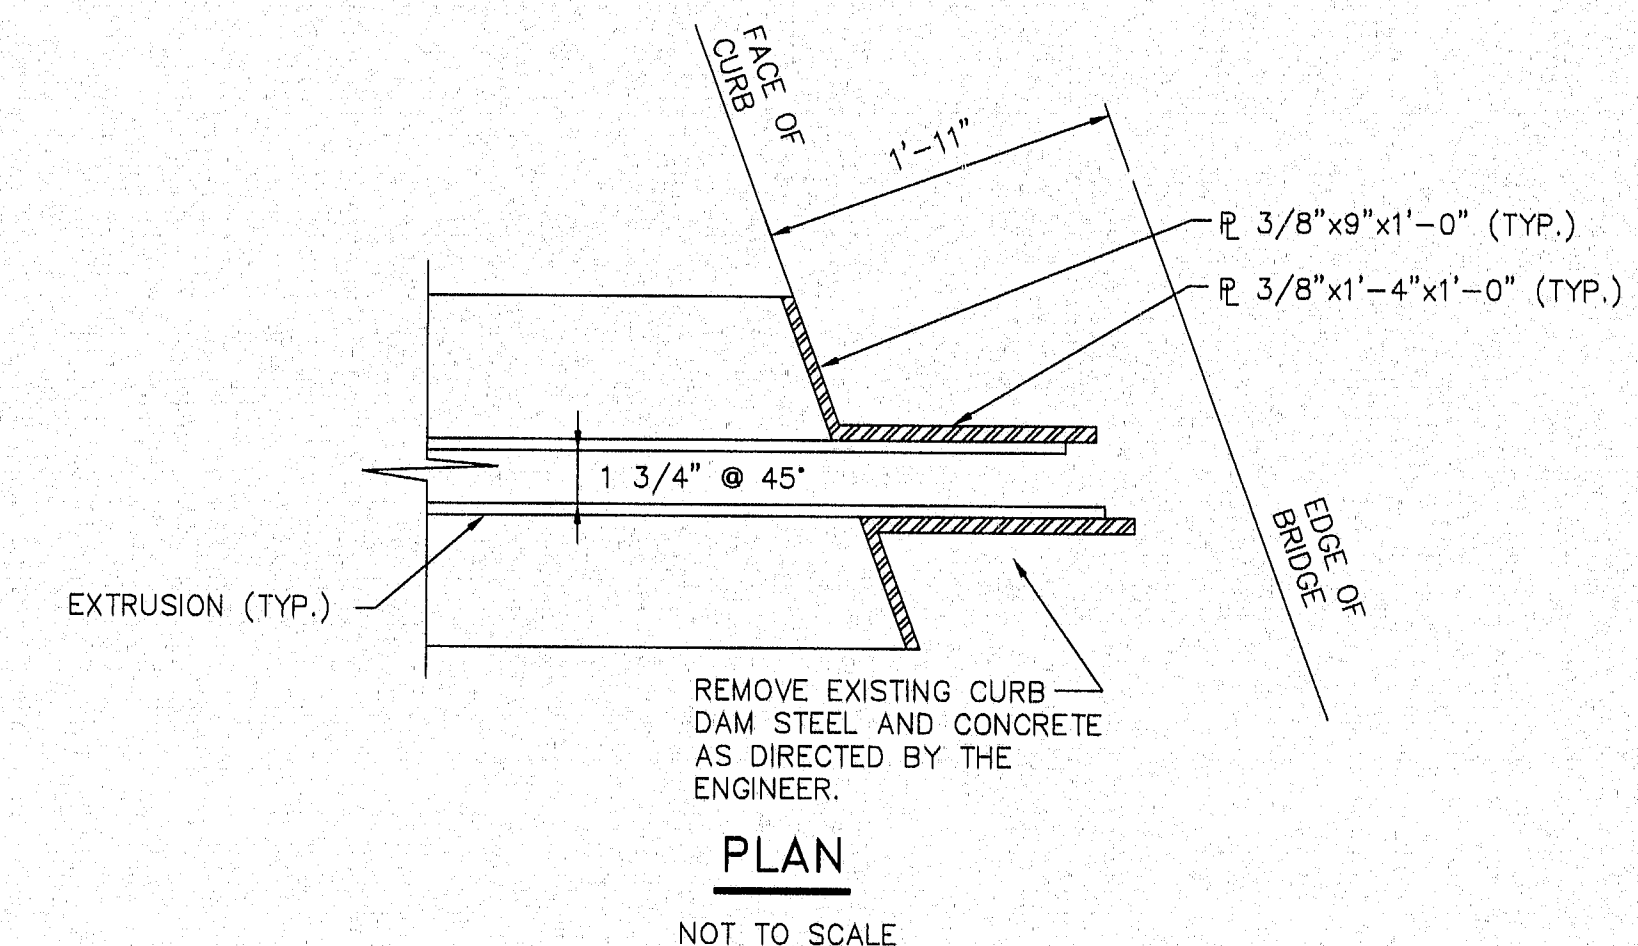 FACE OF
CURB
1'-11"
℄ 3/8"x9"x1'-0" (TYP.)
℄ 3/8"x1'-4"x1'-0" (TYP.)
1 3/4" @ 45°
EDGE OF
BRIDGE
EXTRUSION (TYP.)
REMOVE EXISTING CURB
DAM STEEL AND CONCRETE
AS DIRECTED BY THE
ENGINEER.
PLAN
NOT TO SCALE